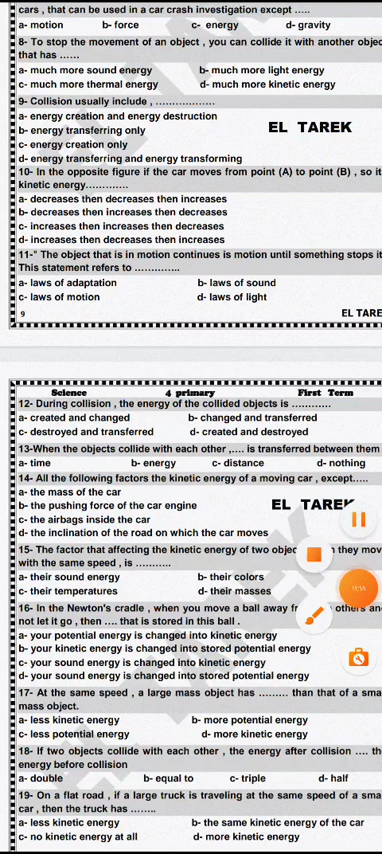 cars , that can be used in a car crash investigation except .....
a- motion b- force c- energy d- gravity
8- To stop the movement of an object , you can collide it with another objec
that has ......
a- much more sound energy b- much more light energy
c- much more thermal energy d- much more kinetic energy
9- Collision usually include , ..................
a- energy creation and energy destruction
b- energy transferring only
EL TAREK
c- energy creation only
d- energy transferring and energy transforming
10- In the opposite figure if the car moves from point (A) to point (B) , so it
kinetic energy.............
a- decreases then decreases then increases
b- decreases then increases then decreases
c- increases then increases then decreases
d- increases then decreases then increases
11-" The object that is in motion continues is motion until something stops it
This statement refers to ..............
a- laws of adaptation b- laws of sound
c- laws of motion d- laws of light
9 EL TARE
Science 4 primary First Term
12- During collision , the energy of the collided objects is ............
a- created and changed b- changed and transferred
c- destroyed and transferred d- created and destroyed
13-When the objects collide with each other ,.... is transferred between them
a- time b- energy c- distance d- nothing
14- All the following factors the kinetic energy of a moving car , except.....
a- the mass of the car
b- the pushing force of the car engine
EL TAREK
c- the airbags inside the car
d- the inclination of the road on which the car moves
15- The factor that affecting the kinetic energy of two objec they mov
with the same speed , is ...........
a- their sound energy b- their colors
c- their temperatures d- their masses
16- In the Newton's cradle , when you move a ball away fr others an
not let it go , then .... that is stored in this ball .
a- your potential energy is changed into kinetic energy
b- your kinetic energy is changed into stored potential energy
c- your sound energy is changed into kinetic energy
d- your sound energy is changed into stored potential energy
17- At the same speed , a large mass object has ......... than that of a sma
mass object.
a- less kinetic energy b- more potential energy
c- less potential energy d- more kinetic energy
18- If two objects collide with each other , the energy after collision .... th
energy before collision
a- double b- equal to c- triple d- half
19- On a flat road , if a large truck is traveling at the same speed of a sma
car , then the truck has .......
a- less kinetic energy b- the same kinetic energy of the car
c- no kinetic energy at all d- more kinetic energy